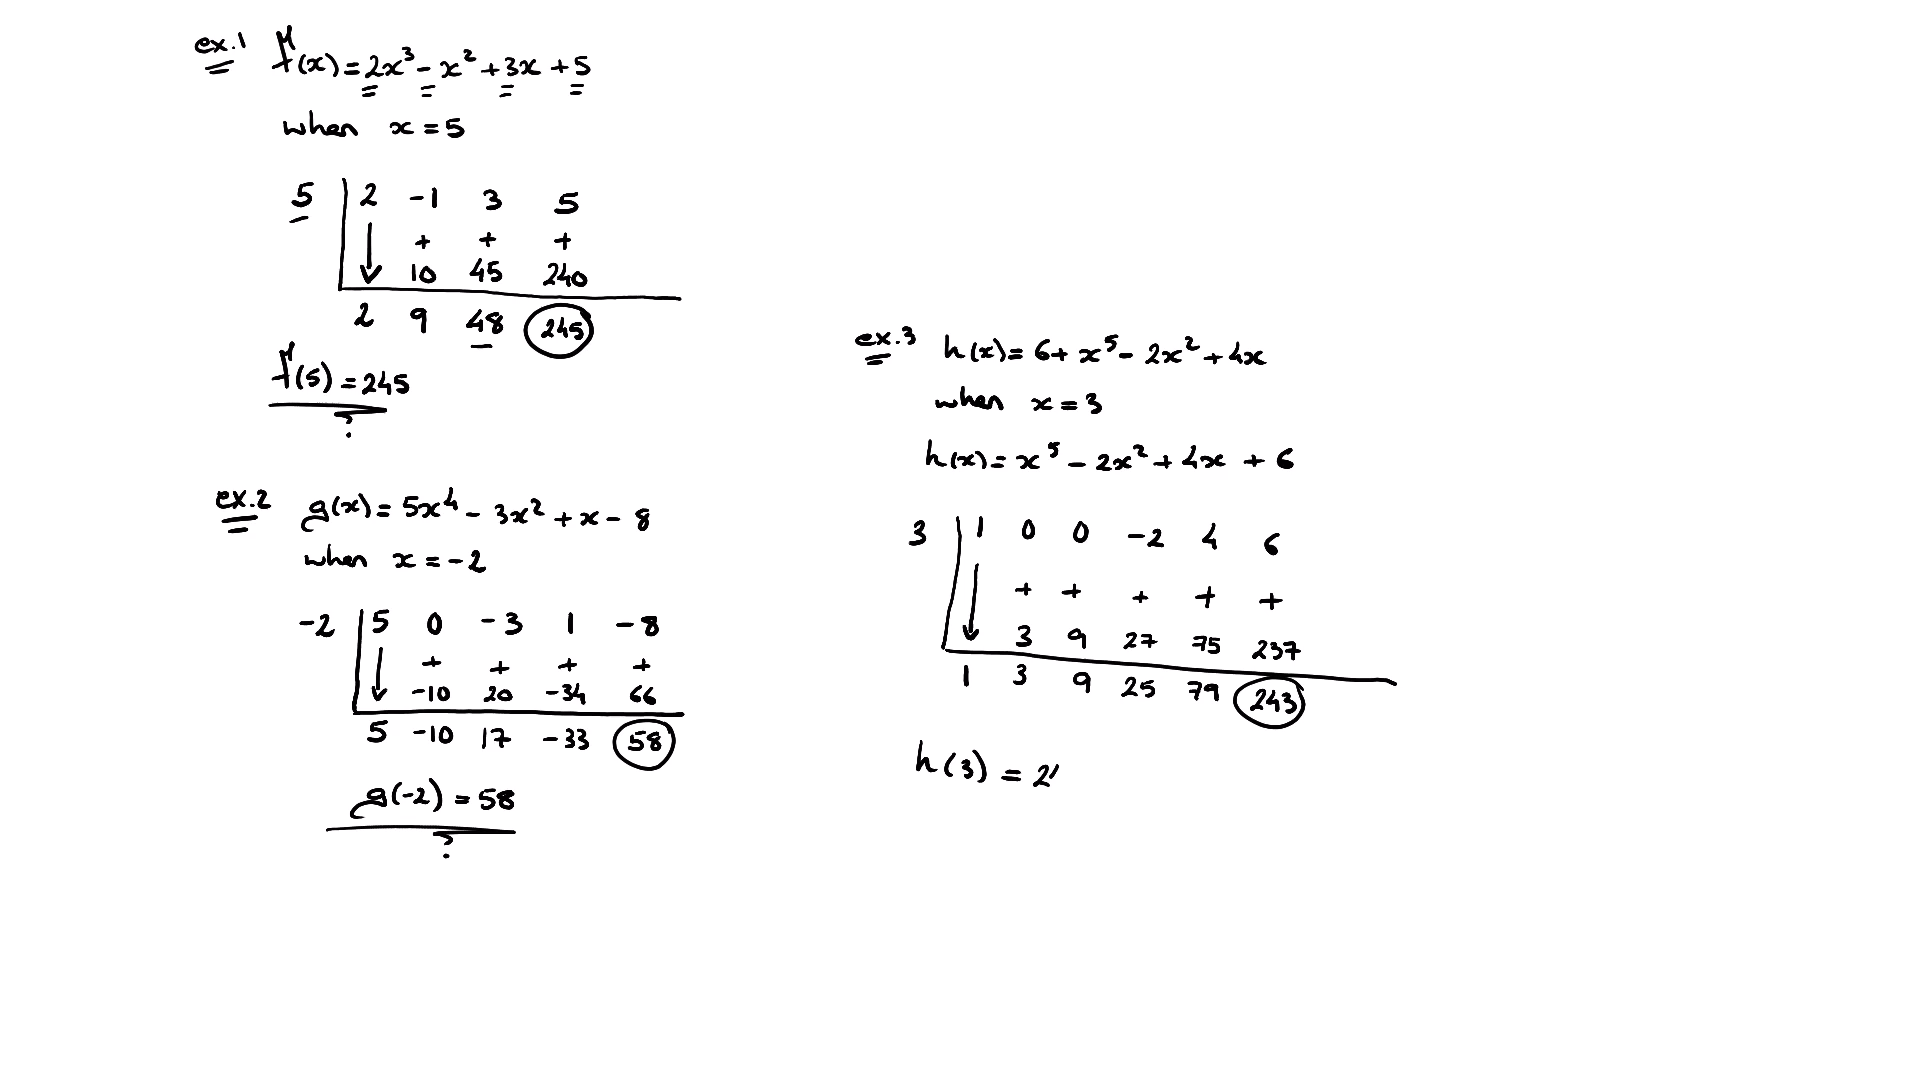 ex.1 f(x) = 2x³ - x² + 3x + 5
when x = 5
5 | 2 -1 3 5
+ + +
10 45 240
2 9 48 245
f(5) = 245
?
ex.2 g(x) = 5x⁴ - 3x² + x - 8
when x = -2
-2 | 5 0 -3 1 -8
+ + + +
-10 20 -34 66
5 -10 17 -33 58
g(-2) = 58
?
ex.3 h(x) = 6 + x⁵ - 2x² + 4x
when x = 3
h(x) = x⁵ - 2x² + 4x + 6
3 | 1 0 0 -2 4 6
+ + + + +
3 9 27 75 237
1 3 9 25 79 243
h(3) = 2